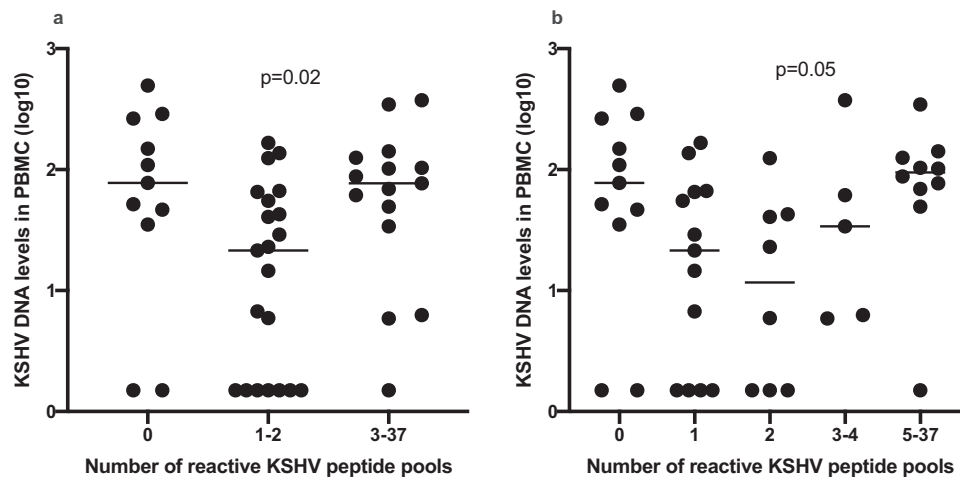 a
KSHV DNA levels in PBMC (log10)
3
2
1
0
p=0.02
0 1-2 3-37
Number of reactive KSHV peptide pools
b
KSHV DNA levels in PBMC (log10)
3
2
1
0
p=0.05
0 1 2 3-4 5-37
Number of reactive KSHV peptide pools